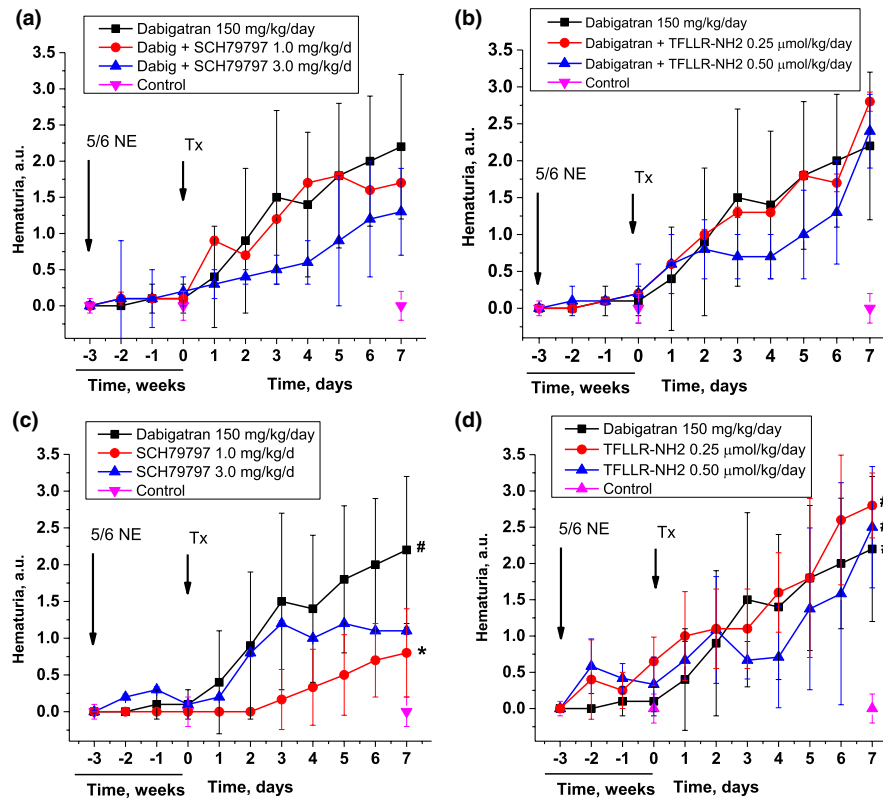 (a)
Dabigatran 150 mg/kg/day
Dabig + SCH79797 1.0 mg/kg/d
Dabig + SCH79797 3.0 mg/kg/d
Control
5/6 NE
Tx
Hematuria, a.u.
3.0
2.5
2.0
1.5
1.0
0.5
0.0
-3 -2 -1 0 1 2 3 4 5 6 7
Time, weeks Time, days
(b)
Dabigatran 150 mg/kg/day
Dabigatran + TFLLR-NH2 0.25 μmol/kg/day
Dabigatran + TFLLR-NH2 0.50 μmol/kg/day
Control
5/6 NE
Tx
Hematuria, a.u.
3.0
2.5
2.0
1.5
1.0
0.5
0.0
-3 -2 -1 0 1 2 3 4 5 6 7
Time, weeks Time, days
(c)
Dabigatran 150 mg/kg/day
SCH79797 1.0 mg/kg/d
SCH79797 3.0 mg/kg/d
Control
5/6 NE
Tx
Hematuria, a.u.
3.5
3.0
2.5
2.0
1.5
1.0
0.5
0.0
#
*
-3 -2 -1 0 1 2 3 4 5 6 7
Time, weeks Time, days
(d)
Dabigatran 150 mg/kg/day
TFLLR-NH2 0.25 μmol/kg/day
TFLLR-NH2 0.50 μmol/kg/day
Control
5/6 NE
Tx
Hematuria, a.u.
3.5
3.0
2.5
2.0
1.5
1.0
0.5
0.0
-3 -2 -1 0 1 2 3 4 5 6 7
Time, weeks Time, days